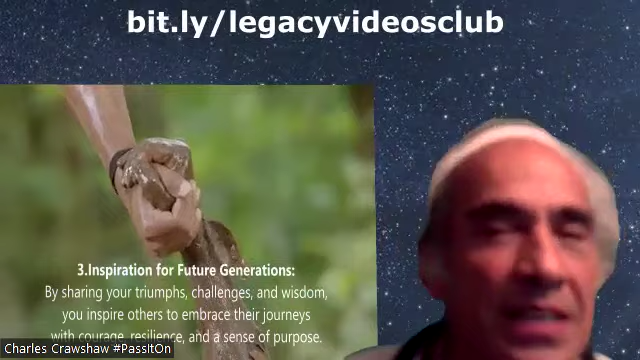 bit.ly/legacyvideosclub
3.Inspiration for Future Generations:
By sharing your triumphs, challenges, and wisdom,
you inspire others to embrace their journeys
with courage, resilience, and a sense of purpose.
Charles Crawshaw #PassItOn